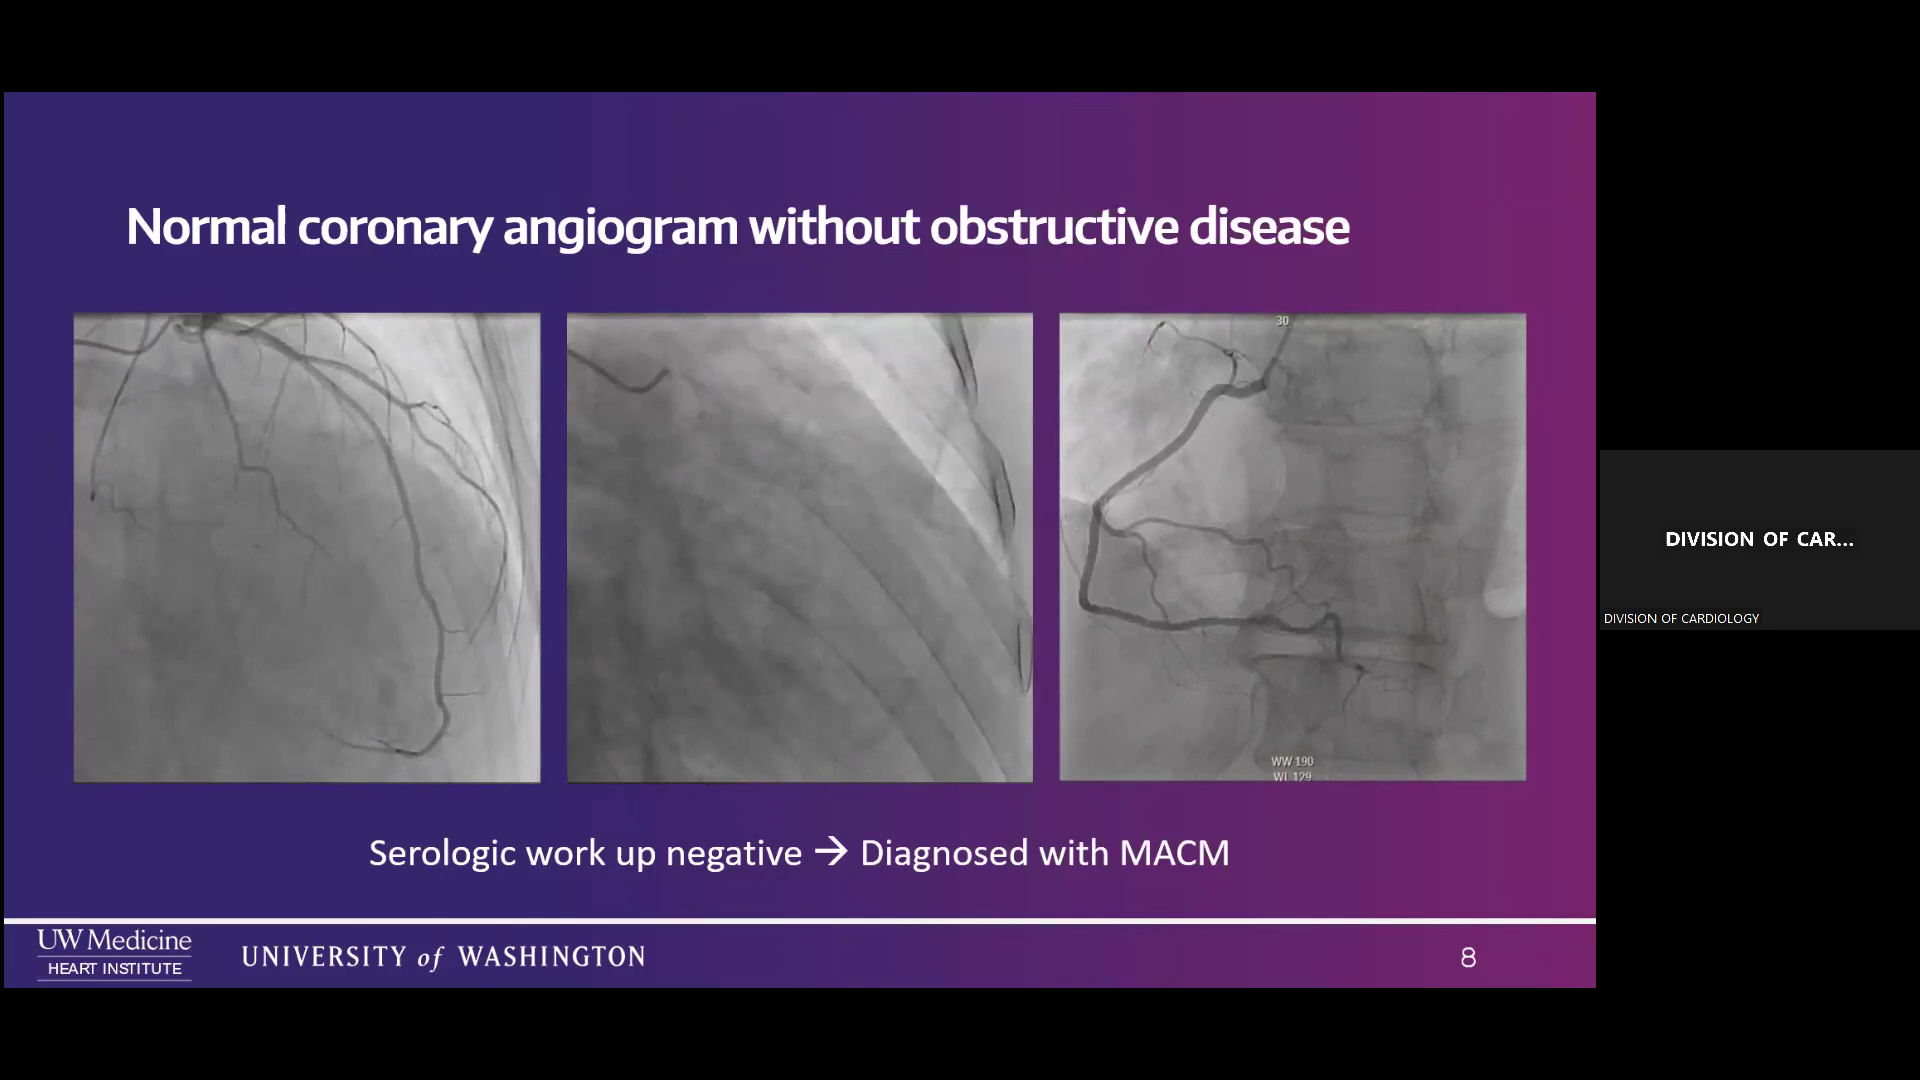 Normal coronary angiogram without obstructive disease
30
WW 190
WL 129
Serologic work up negative → Diagnosed with MACM
UW Medicine
HEART INSTITUTE
UNIVERSITY of WASHINGTON
8
DIVISION OF CAR...
DIVISION OF CARDIOLOGY